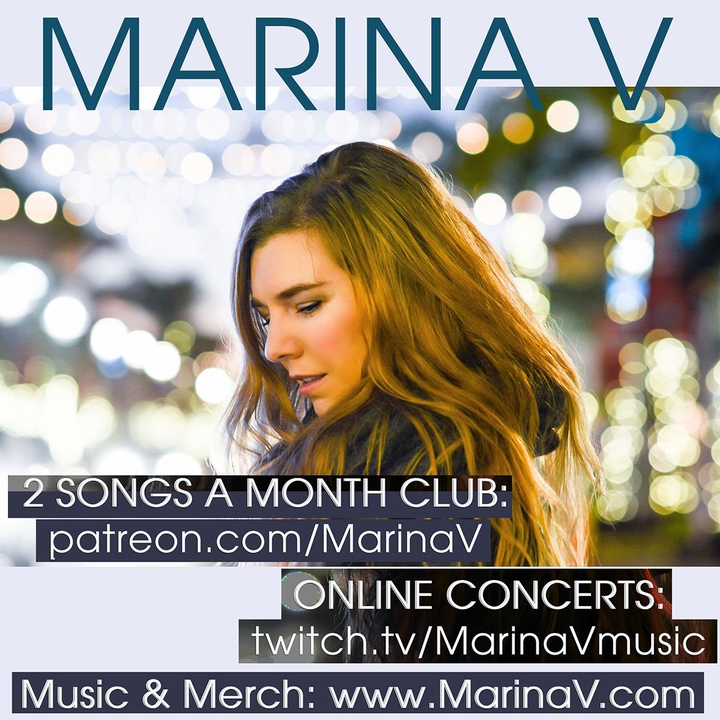 MARINA V
2 SONGS A MONTH CLUB:
patreon.com/MarinaV
ONLINE CONCERTS:
twitch.tv/MarinaVmusic
Music & Merch: www.MarinaV.com